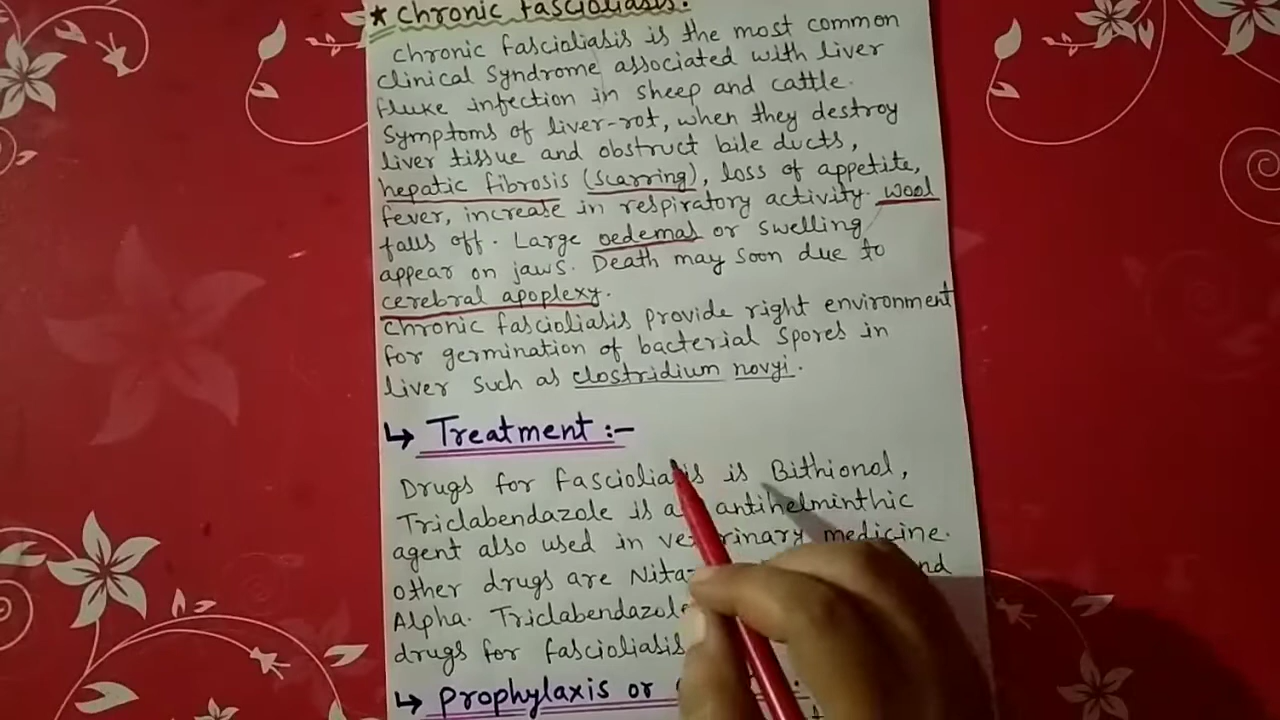 * Chronic Fascioliasis.
Chronic fascioliasis is the most common
Clinical Syndrome associated with liver
fluke infection in sheep and cattle.
Symptoms of liver-rot, when they destroy
liver tissue and obstruct bile ducts,
hepatic fibrosis (scarring), loss of appetite,
fever, increase in respiratory activity. wool
falls off. Large oedemas or swelling
appear on jaws. Death may soon due to
cerebral apoplexy.
Chronic fascioliasis provide right environment
for germination of bacterial spores in
liver such as clostridium novyi.
↳ Treatment :-
Drugs for fascioliasis is Bithional,
Triclabendazole is antihelminthic
agent also used in medicine.
other drugs are
Alpha. Triclabendazole
drugs for fascioliasis
↳ Prophylaxis or